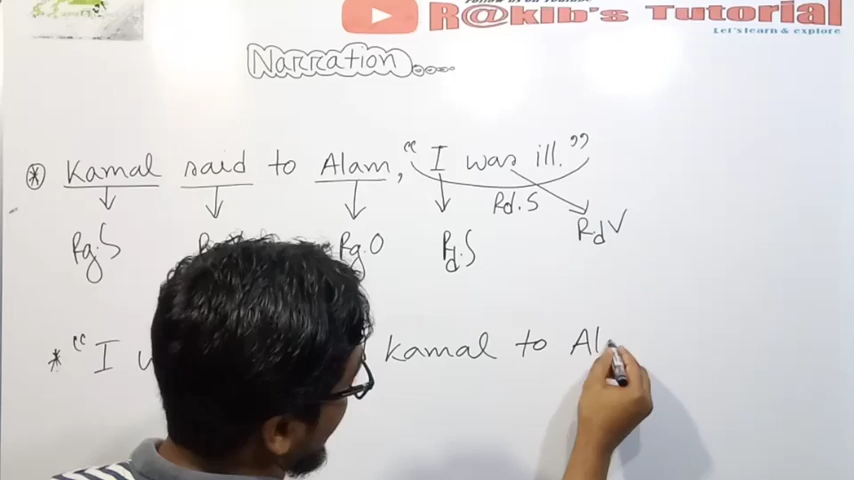 R@kib's Tutorial
Let's learn & explore
Narration
Kamal said to Alam, "I was ill."
Rd.S
Rg.S Rg.O Rd.S Rd V
* "I Kamal to Al